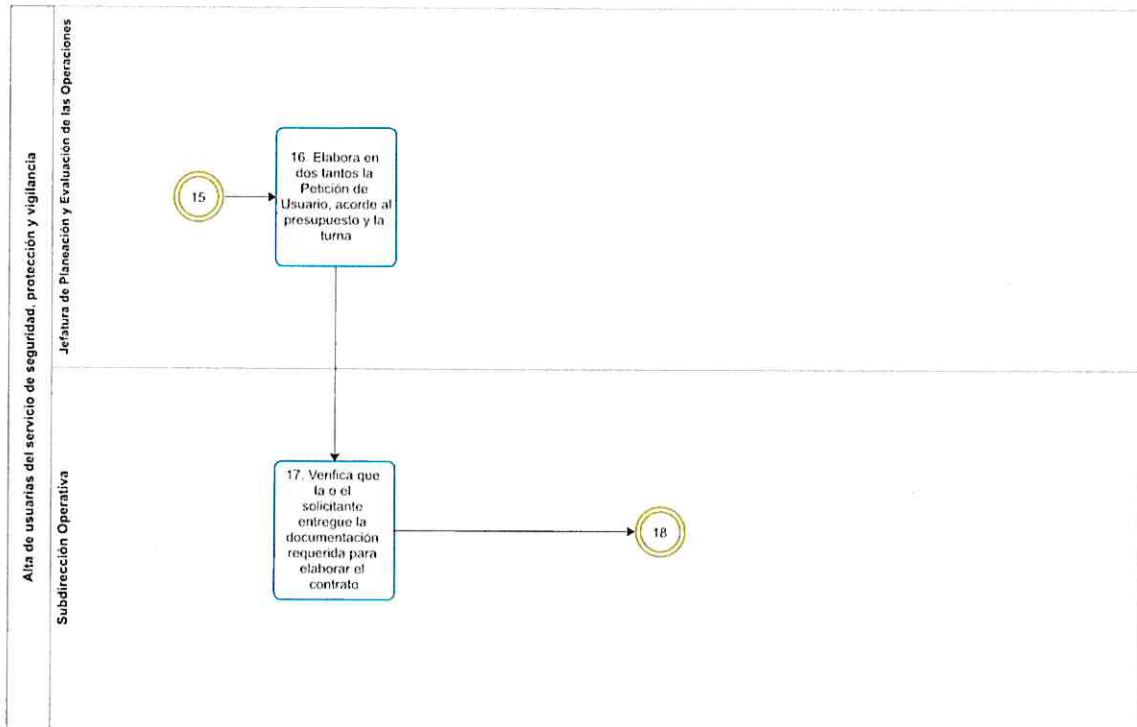 Alta de usuarias del servicio de seguridad, protección y vigilancia
Jefatura de Planeación y Evaluación de las Operaciones
15
16. Elabora en
dos tantos la
Petición de
Usuario, acorde al
presupuesto y la
turna
Subdirección Operativa
17. Verifica que
la o el
solicitante
entregue la
documentación
requerida para
elaborar el
contrato
18